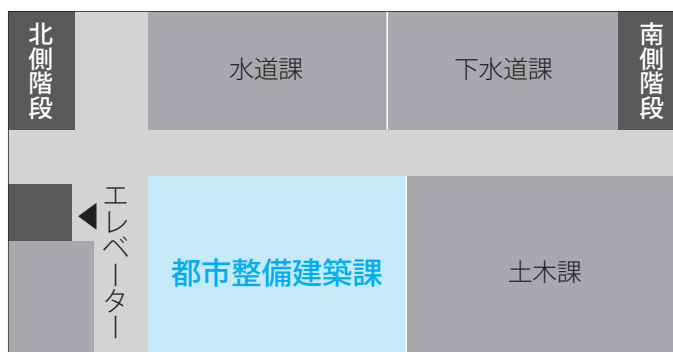 北側階段
水道課
下水道課
南側階段
◀エレベーター
都市整備建築課
土木課